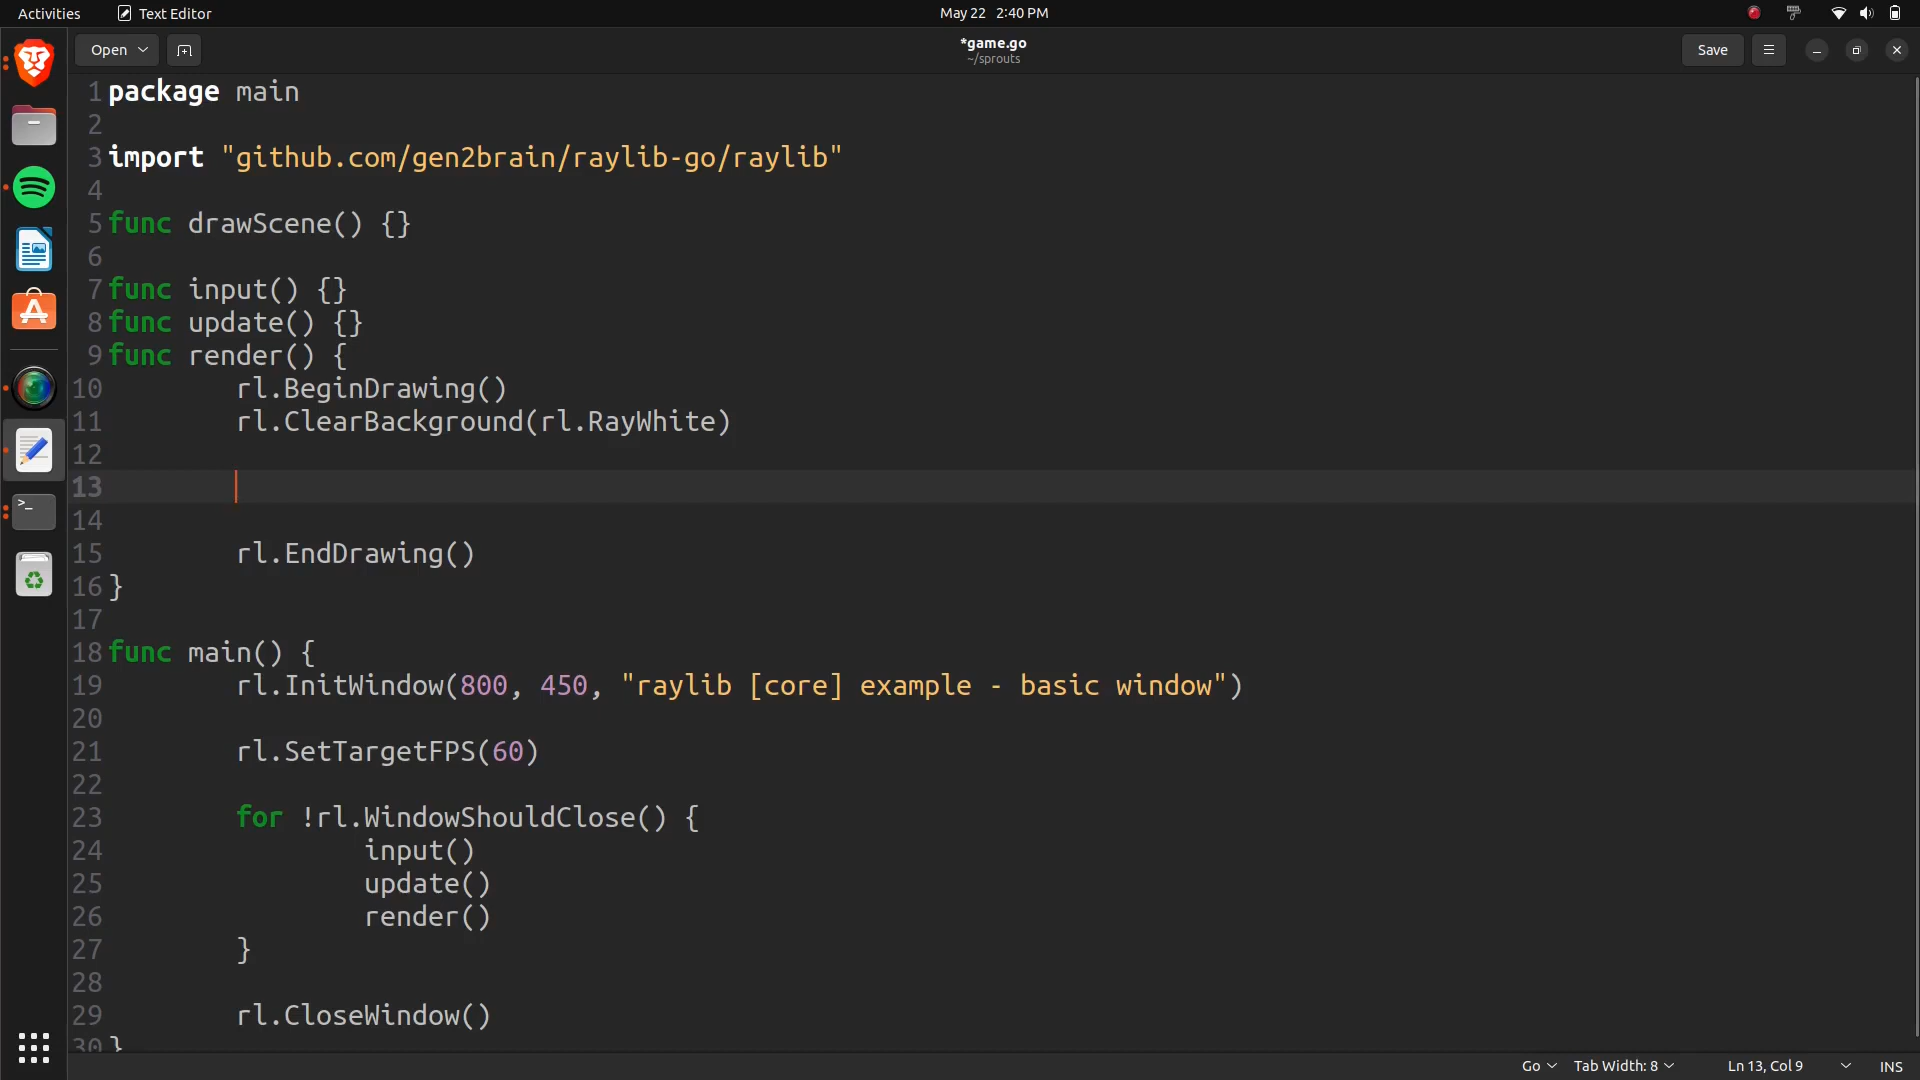 Activities Text Editor May 22 2:40 PM
Open *game.go Save
~/sprouts
1 package main
2
3 import "github.com/gen2brain/raylib-go/raylib"
4
5 func drawScene() {}
6
7 func input() {}
8 func update() {}
9 func render() {
10 rl.BeginDrawing()
11 rl.ClearBackground(rl.RayWhite)
12
13
14
15 rl.EndDrawing()
16 }
17
18 func main() {
19 rl.InitWindow(800, 450, "raylib [core] example - basic window")
20
21 rl.SetTargetFPS(60)
22
23 for !rl.WindowShouldClose() {
24 input()
25 update()
26 render()
27 }
28
29 rl.CloseWindow()
30 }
Go Tab Width: 8 Ln 13, Col 9 INS